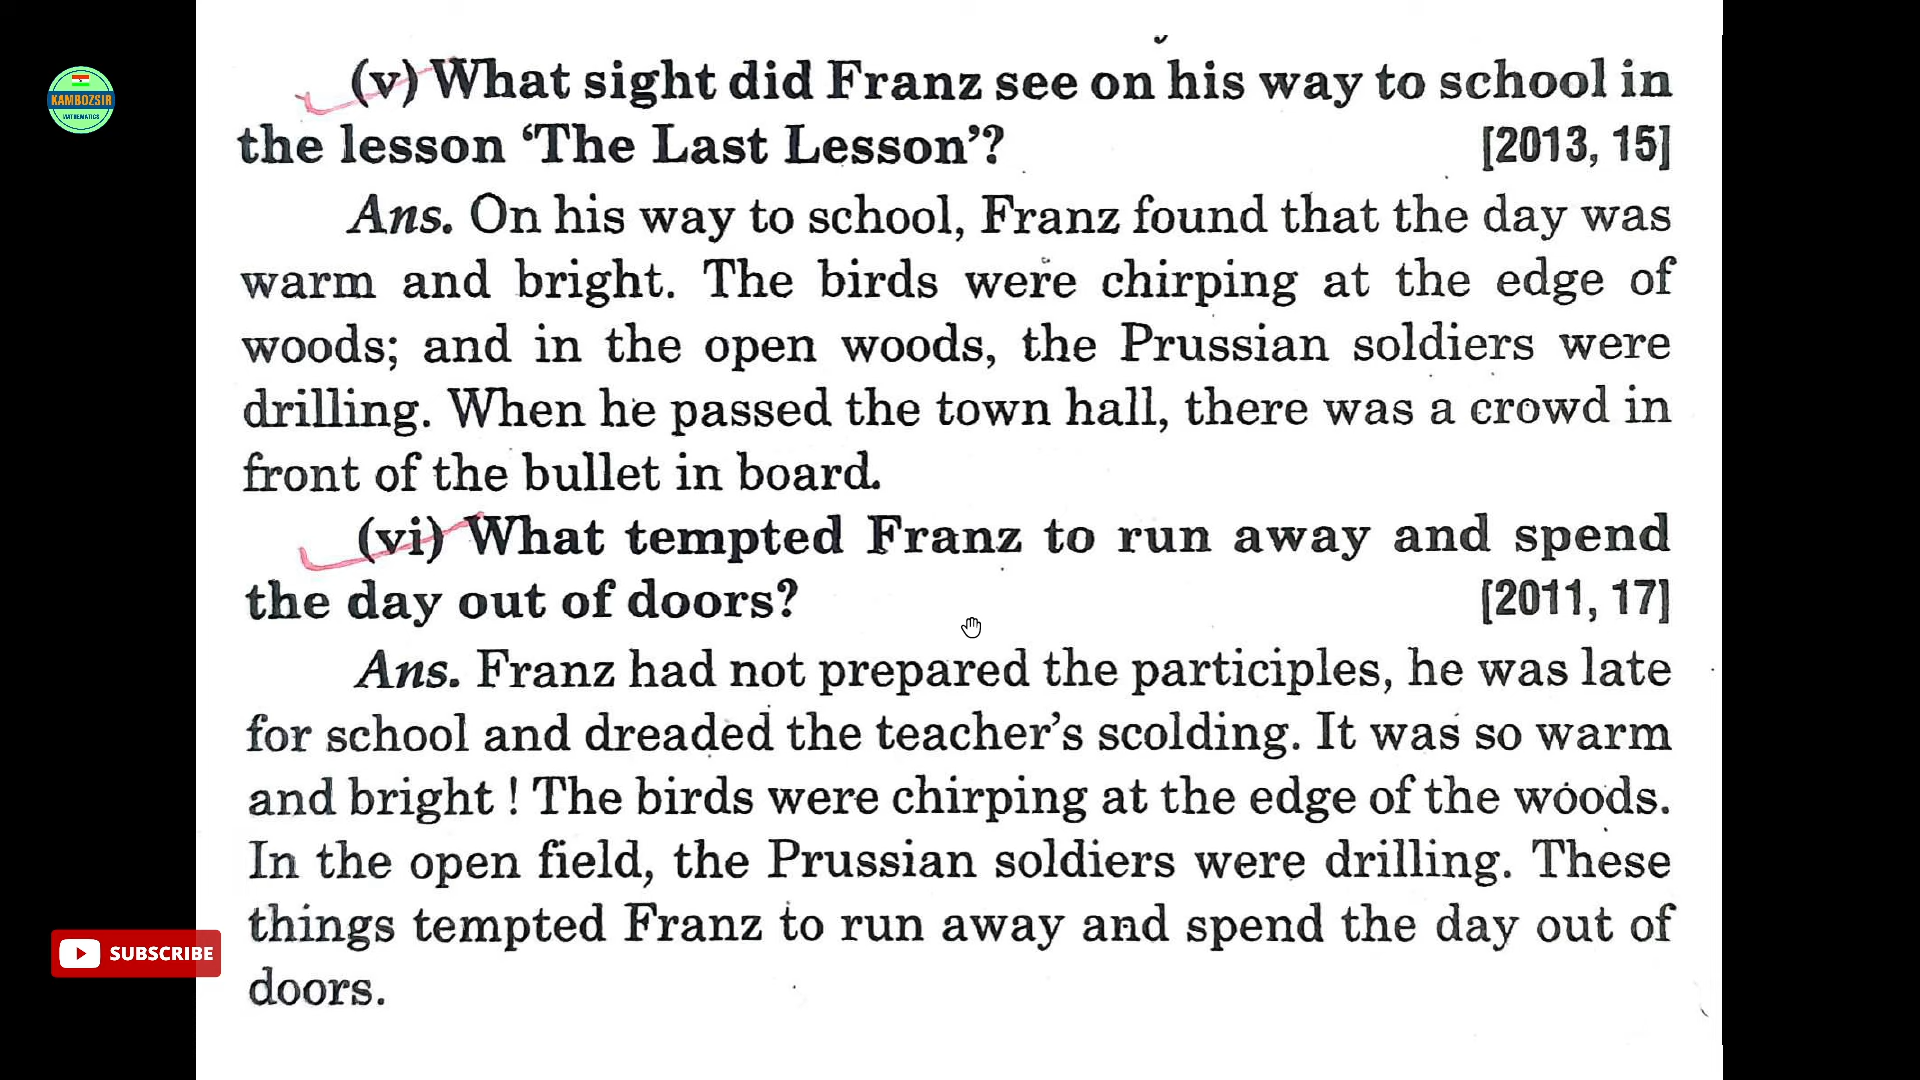 KAMBOZSIR
MATHEMATICS
(v) What sight did Franz see on his way to school in
the lesson ‘The Last Lesson’? [2013, 15]
Ans. On his way to school, Franz found that the day was
warm and bright. The birds were chirping at the edge of
woods; and in the open woods, the Prussian soldiers were
drilling. When he passed the town hall, there was a crowd in
front of the bullet in board.
(vi) What tempted Franz to run away and spend
the day out of doors? [2011, 17]
Ans. Franz had not prepared the participles, he was late
for school and dreaded the teacher’s scolding. It was so warm
and bright ! The birds were chirping at the edge of the woods.
In the open field, the Prussian soldiers were drilling. These
things tempted Franz to run away and spend the day out of
doors.
SUBSCRIBE